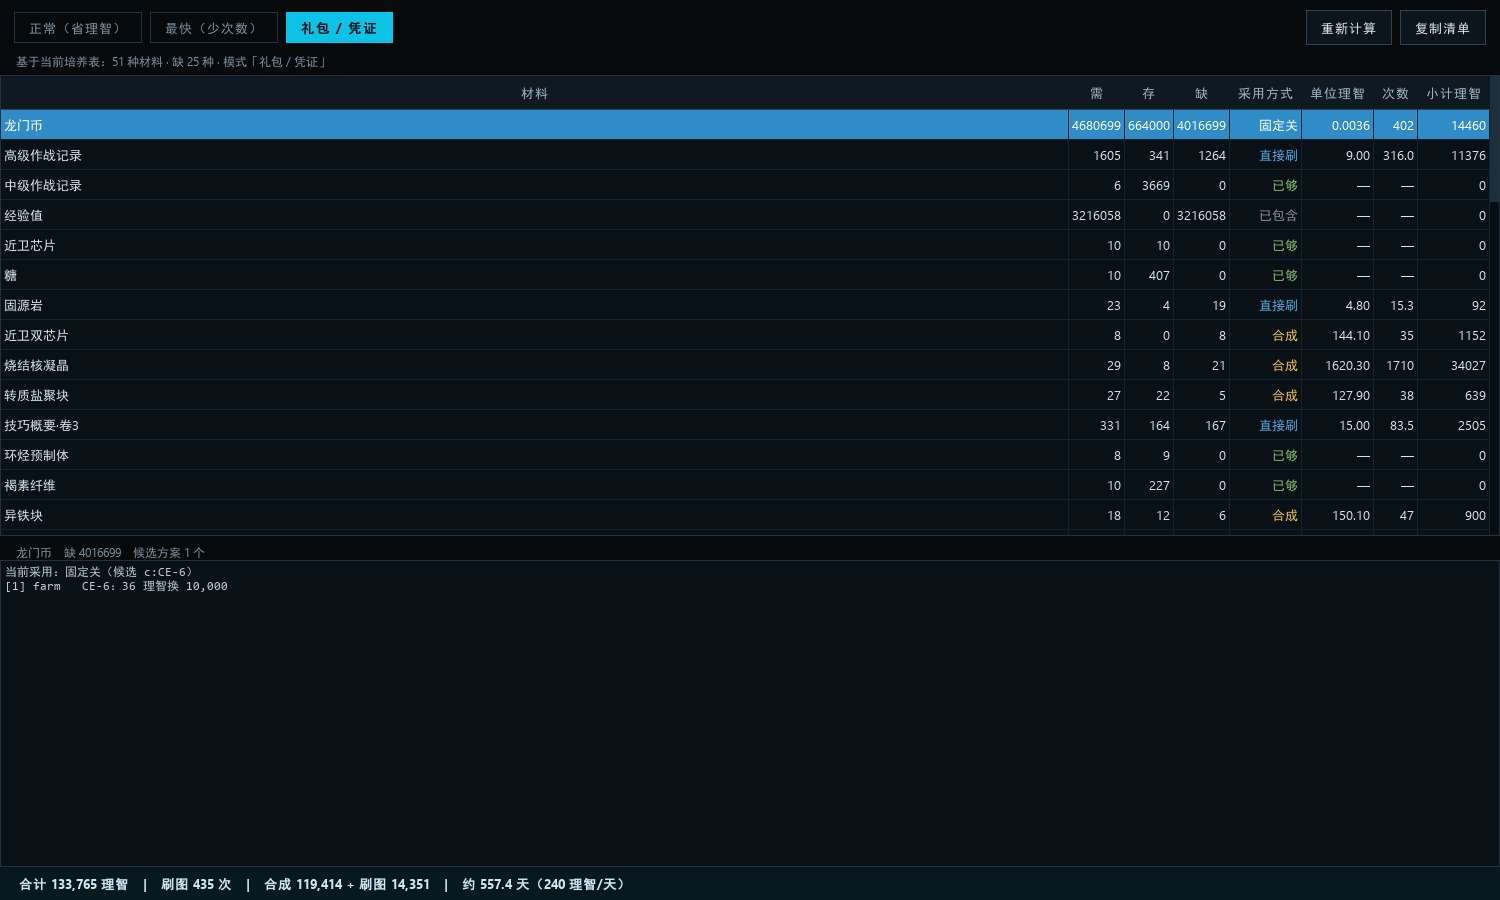 正常（省理智） 最快（少次数） 礼包 / 凭证 重新计算 复制清单
基于当前培养表：51 种材料 · 缺 25 种 · 模式「礼包 / 凭证」
材料 需 存 缺 采用方式 单位理智 次数 小计理智
龙门币 4680699 664000 4016699 固定关 0.0036 402 14460
高级作战记录 1605 341 1264 直接刷 9.00 316.0 11376
中级作战记录 6 3669 0 已够 — — 0
经验值 3216058 0 3216058 已包含 — — 0
近卫芯片 10 10 0 已够 — — 0
糖 10 407 0 已够 — — 0
固源岩 23 4 19 直接刷 4.80 15.3 92
近卫双芯片 8 0 8 合成 144.10 35 1152
烧结核凝晶 29 8 21 合成 1620.30 1710 34027
转质盐聚块 27 22 5 合成 127.90 38 639
技巧概要·卷3 331 164 167 直接刷 15.00 83.5 2505
环烃预制体 8 9 0 已够 — — 0
褐素纤维 10 227 0 已够 — — 0
异铁块 18 12 6 合成 150.10 47 900
龙门币 缺 4016699 候选方案 1 个
当前采用：固定关（候选 c:CE-6）
[1] farm CE-6：36 理智换 10,000
合计 133,765 理智 | 刷图 435 次 | 合成 119,414 + 刷图 14,351 | 约 557.4 天（240 理智/天）